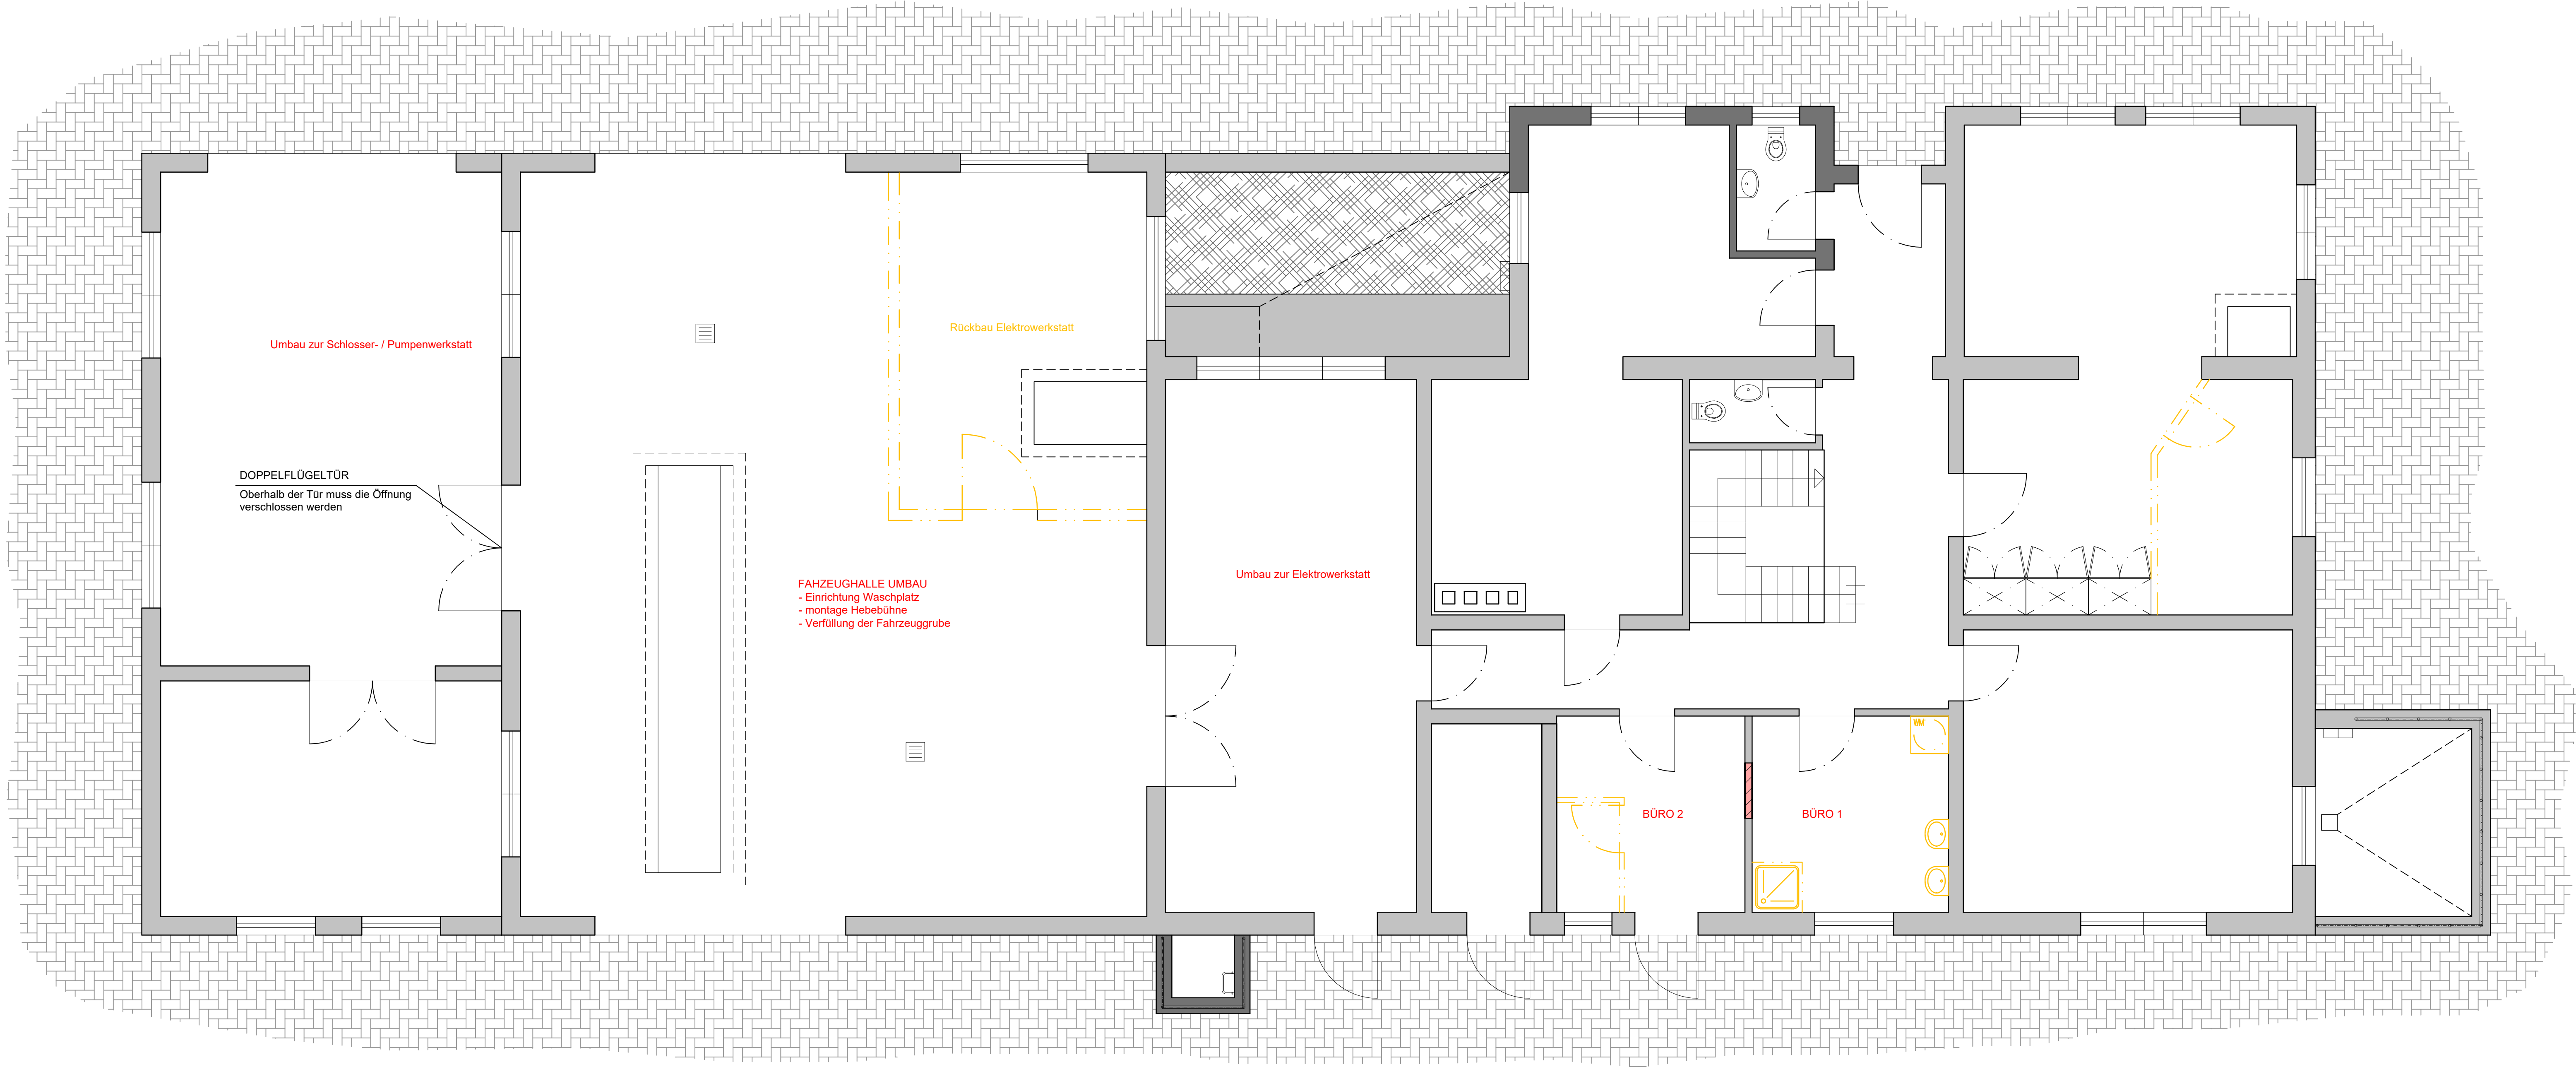 Rückbau Elektrowerkstatt
Umbau zur Schlosser- / Pumpenwerkstatt
DOPPELFLÜGELTÜR
Oberhalb der Tür muss die Öffnung
verschlossen werden
FAHZEUGHALLE UMBAU
- Einrichtung Waschplatz
- montage Hebebühne
- Verfüllung der Fahrzeuggrube
Umbau zur Elektrowerkstatt
WM
BÜRO 2
BÜRO 1